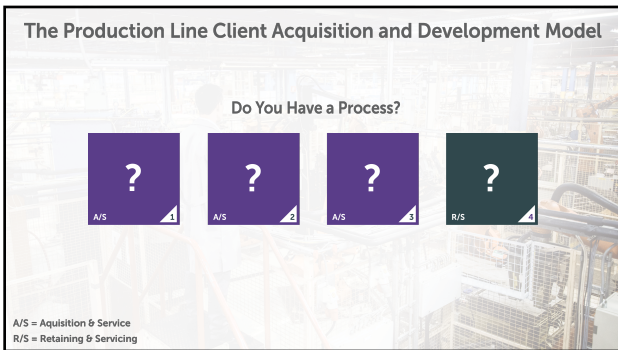 The Production Line Client Acquisition and Development Model
Do You Have a Process?
? ? ? ?
A/S 1 A/S 2 A/S 3 R/S 4
A/S = Aquisition & Service
R/S = Retaining & Servicing